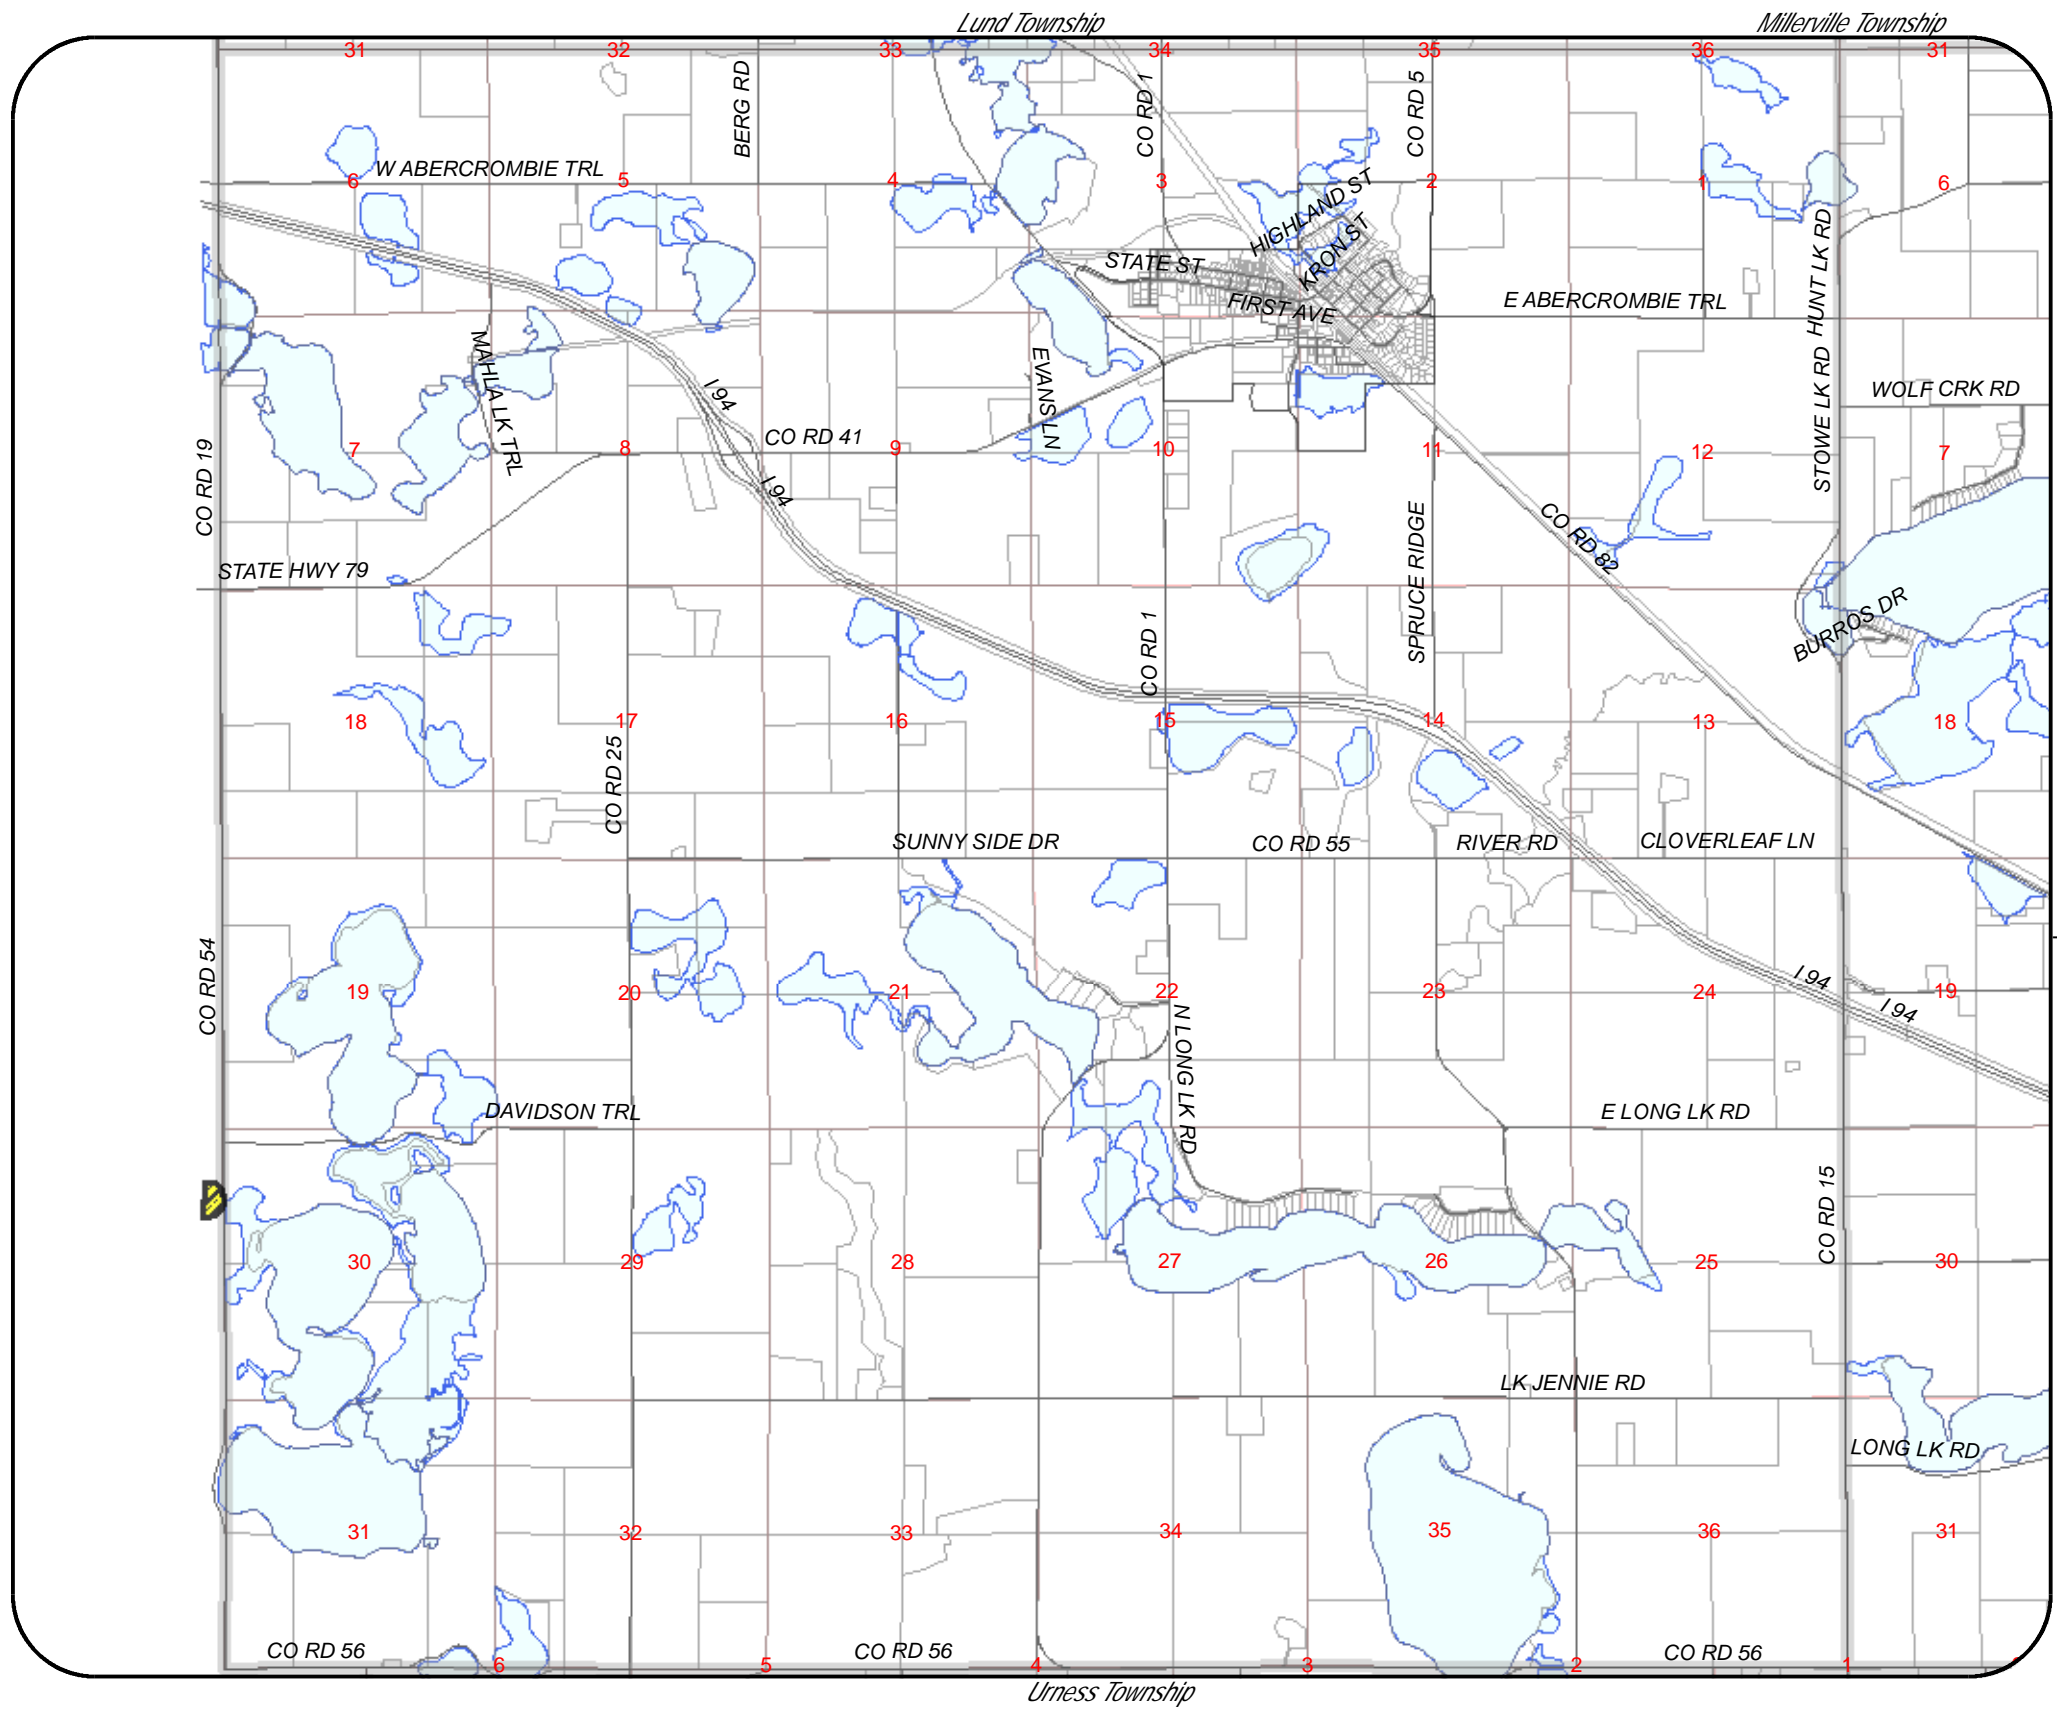 Lund Township
Millerville Township
31
32
33
34
35
36
31
BERG RD
CO RD 1
CO RD 5
W ABERCROMBIE TRL
6
5
4
3
2
1
6
HIGHLAND ST
KRON ST
STATE ST
FIRST AVE
E ABERCROMBIE TRL
HUNT LK RD
STOWE LK RD
WOLF CRK RD
MAHLA LK TRL
I 94
EVANS LN
CO RD 41
CO RD 19
7
8
9
10
11
12
7
I 94
STATE HWY 79
SPRUCE RIDGE
CO RD 82
BURROS DR
CO RD 1
18
17
16
15
14
13
18
CO RD 25
SUNNY SIDE DR
CO RD 55
RIVER RD
CLOVERLEAF LN
CO RD 54
19
20
21
22
23
24
I 94
I 94
19
N LONG LK RD
DAVIDSON TRL
E LONG LK RD
CO RD 15
30
29
28
27
26
25
30
LK JENNIE RD
LONG LK RD
31
32
33
34
35
36
31
CO RD 56
CO RD 56
CO RD 56
6
5
4
3
2
1
Urness Township